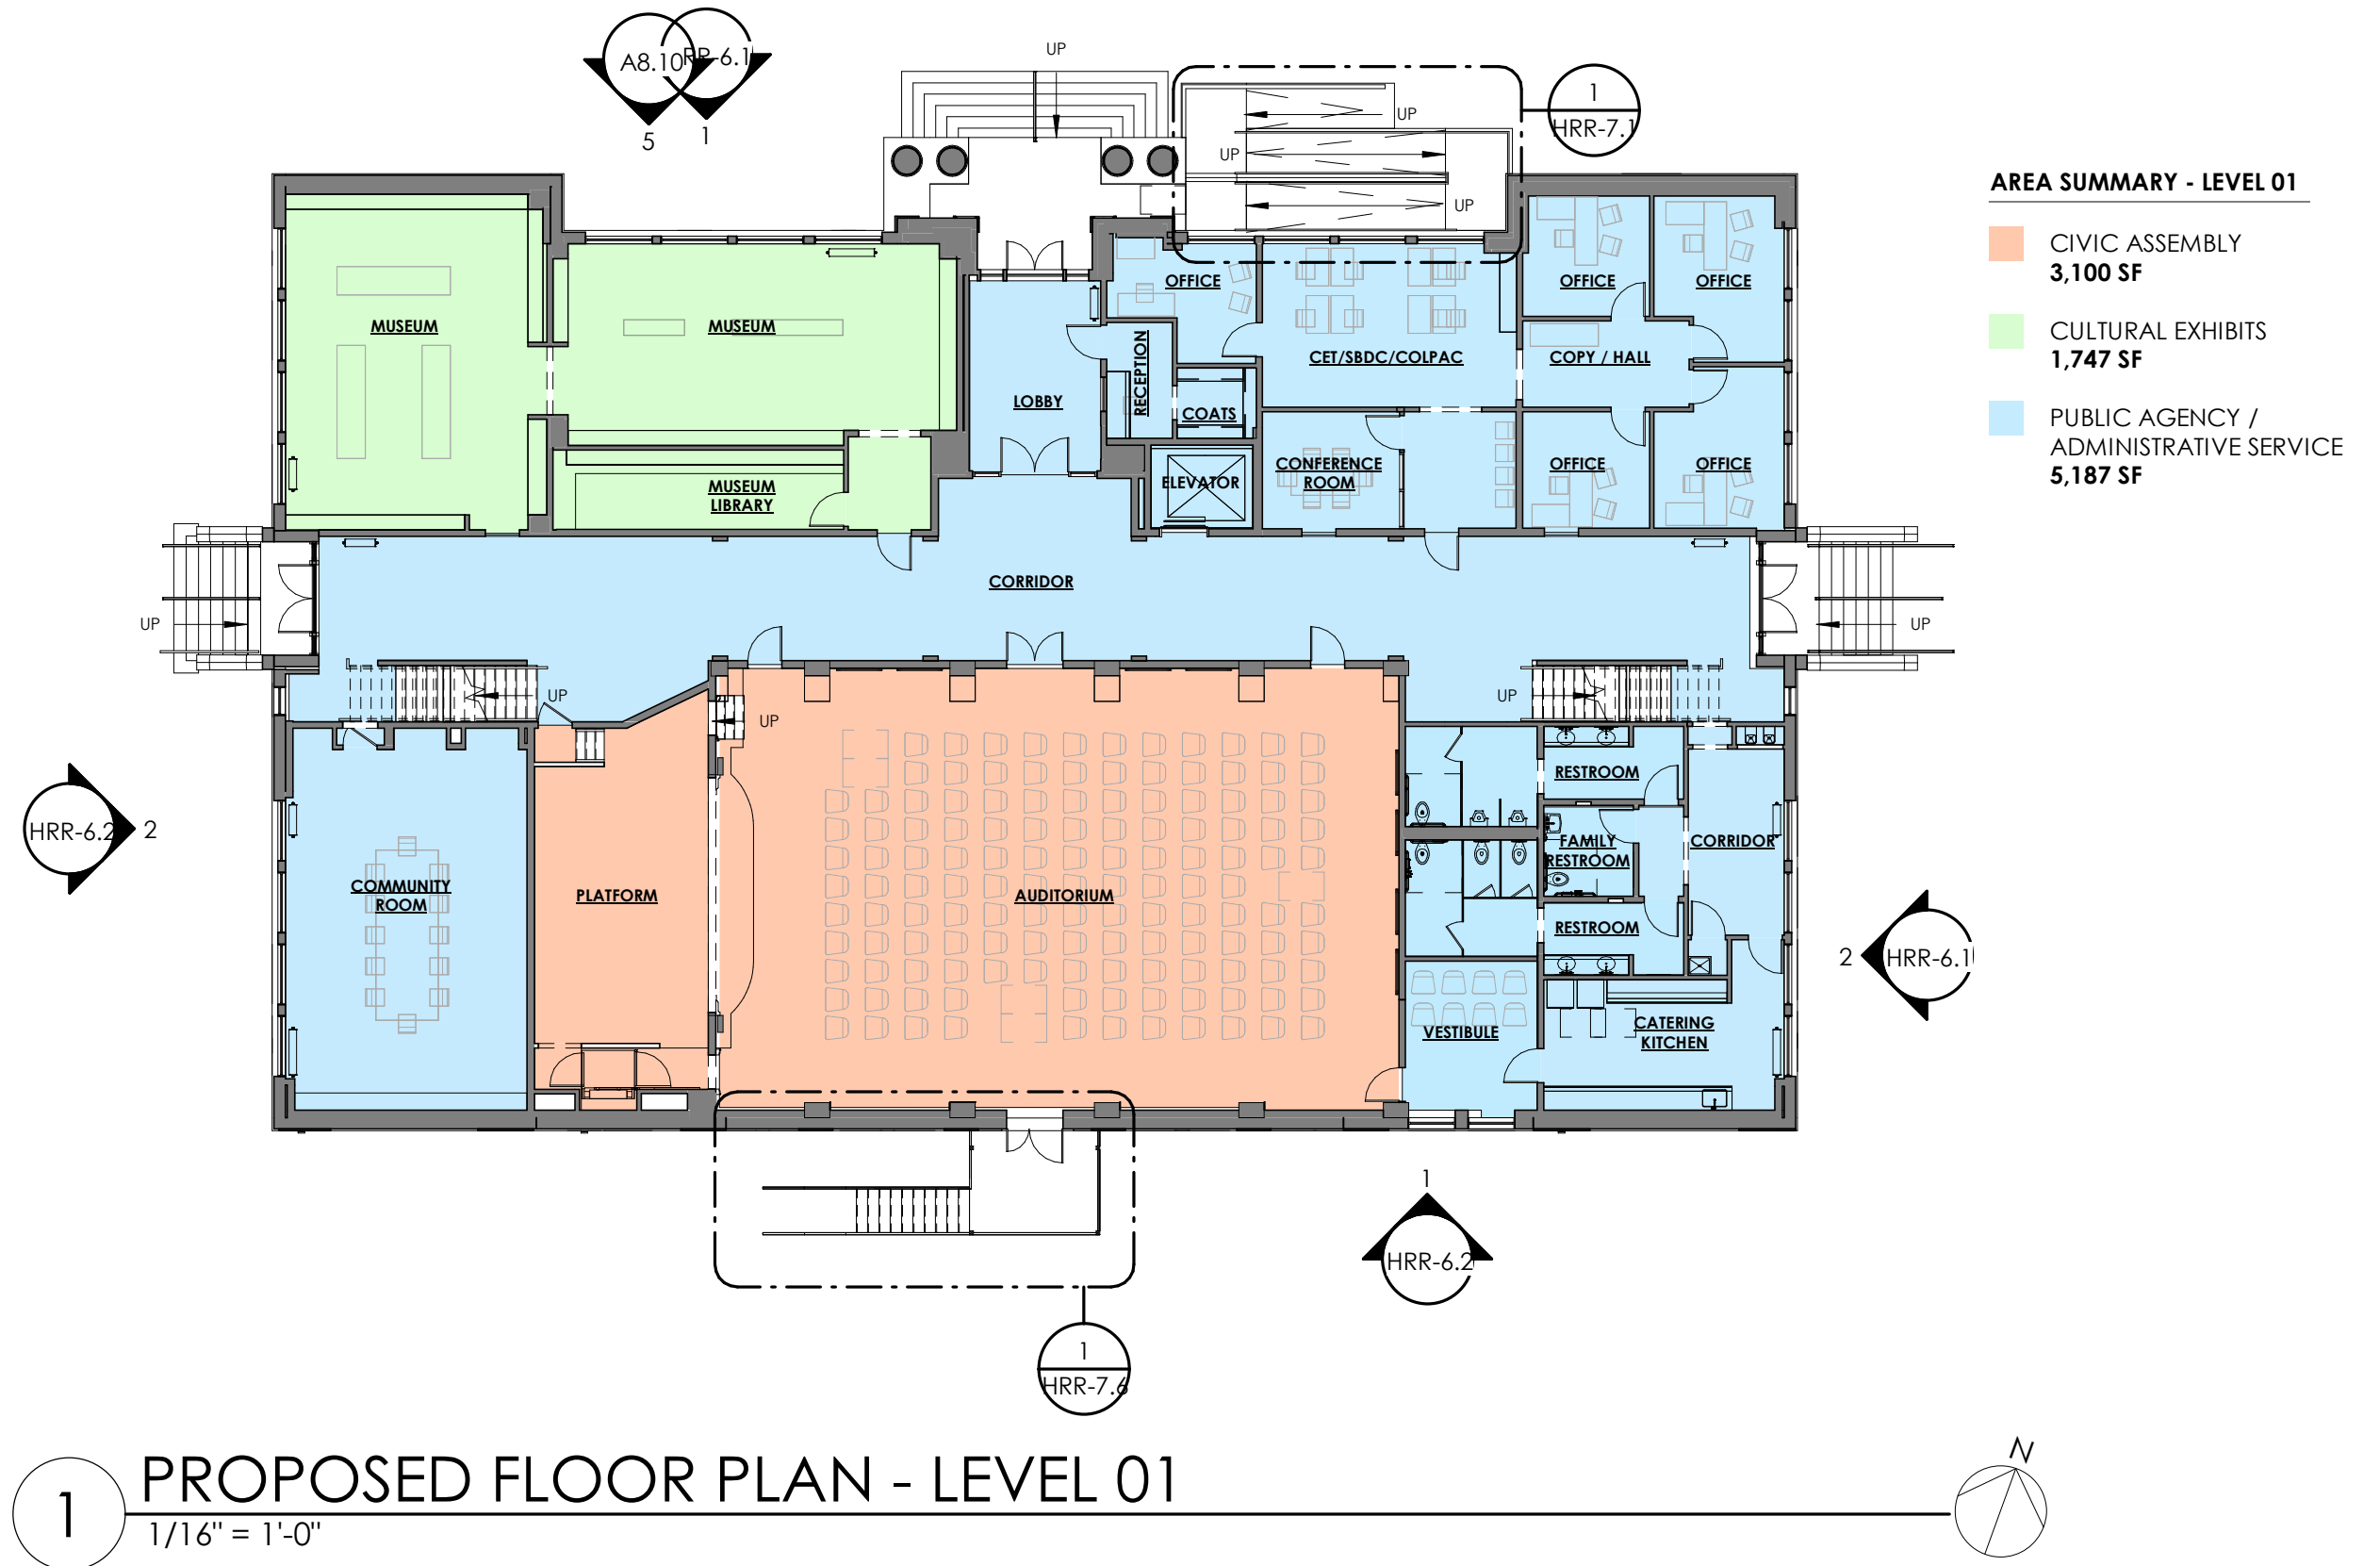 UP
A8.10
RR-6.1
5
1
UP
UP
UP
1
HRR-7.1
AREA SUMMARY - LEVEL 01
CIVIC ASSEMBLY
3,100 SF
CULTURAL EXHIBITS
1,747 SF
PUBLIC AGENCY /
ADMINISTRATIVE SERVICE
5,187 SF
MUSEUM
MUSEUM
OFFICE
OFFICE
OFFICE
RECEPTION
CET/SBDC/COLPAC
COPY / HALL
LOBBY
COATS
MUSEUM
LIBRARY
ELEVATOR
CONFERENCE
ROOM
OFFICE
OFFICE
CORRIDOR
UP
UP
UP
UP
UP
RESTROOM
HRR-6.2
2
FAMILY
RESTROOM
CORRIDOR
COMMUNITY
ROOM
PLATFORM
AUDITORIUM
RESTROOM
2
HRR-6.1
VESTIBULE
CATERING
KITCHEN
1
HRR-6.2
1
HRR-7.6
N
1
PROPOSED FLOOR PLAN - LEVEL 01
1/16" = 1'-0"